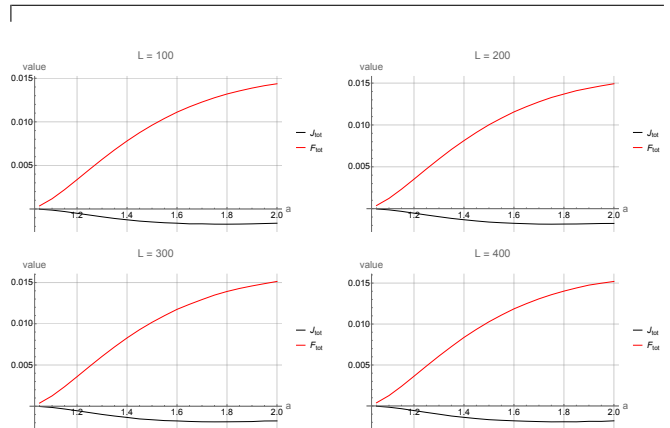 L = 100
value
0.015
0.010
0.005
1.2 1.4 1.6 1.8 2.0 a
J_tot
F_tot
L = 200
value
0.015
0.010
0.005
1.2 1.4 1.6 1.8 2.0 a
J_tot
F_tot
L = 300
value
0.015
0.010
0.005
1.2 1.4 1.6 1.8 2.0 a
J_tot
F_tot
L = 400
value
0.015
0.010
0.005
1.2 1.4 1.6 1.8 2.0 a
J_tot
F_tot